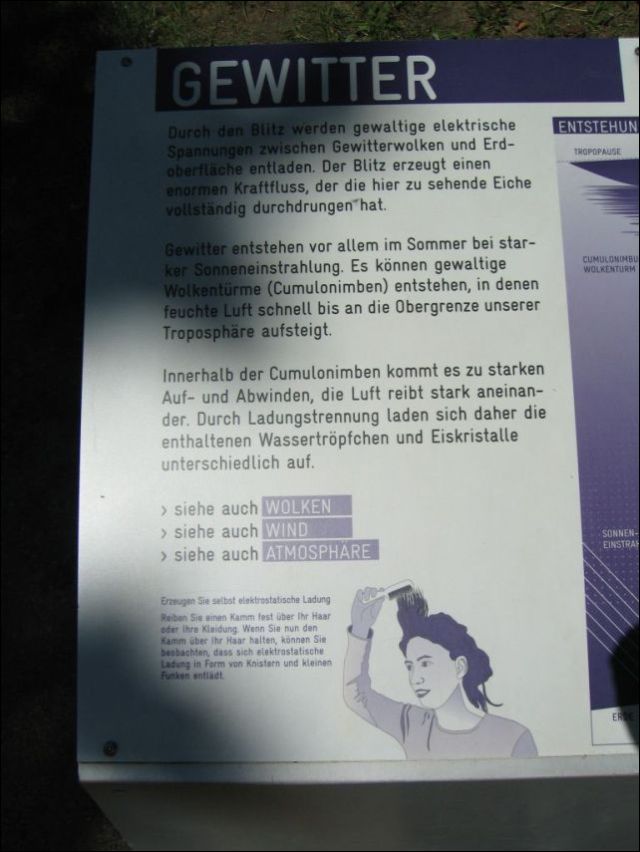 GEWITTER
Durch den Blitz werden gewaltige elektrische
Spannungen zwischen Gewitterwolken und Erd-
oberfläche entladen. Der Blitz erzeugt einen
enormen Kraftfluss, der die hier zu sehende Eiche
vollständig durchdrungen hat.
Gewitter entstehen vor allem im Sommer bei star-
ker Sonneneinstrahlung. Es können gewaltige
Wolkentürme (Cumulonimben) entstehen, in denen
feuchte Luft schnell bis an die Obergrenze unserer
Troposphäre aufsteigt.
Innerhalb der Cumulonimben kommt es zu starken
Auf- und Abwinden, die Luft reibt stark aneinan-
der. Durch Ladungstrennung laden sich daher die
enthaltenen Wassertröpfchen und Eiskristalle
unterschiedlich auf.
> siehe auch WOLKEN
> siehe auch WIND
> siehe auch ATMOSPHÄRE
Erzeugen Sie selbst elektrostatische Ladung
Reiben Sie einen Kamm fest über Ihr Haar
oder Ihre Kleidung. Wenn Sie nun den
Kamm über Ihr Haar halten, können Sie
beobachten, dass sich elektrostatische
Ladung in Form von Knistern und kleinen
Funken entlädt.
ENTSTEHUN
TROPOPAUSE
CUMULONIMBU
WOLKENTURM
SONNEN-
EINSTRAH
ERDE